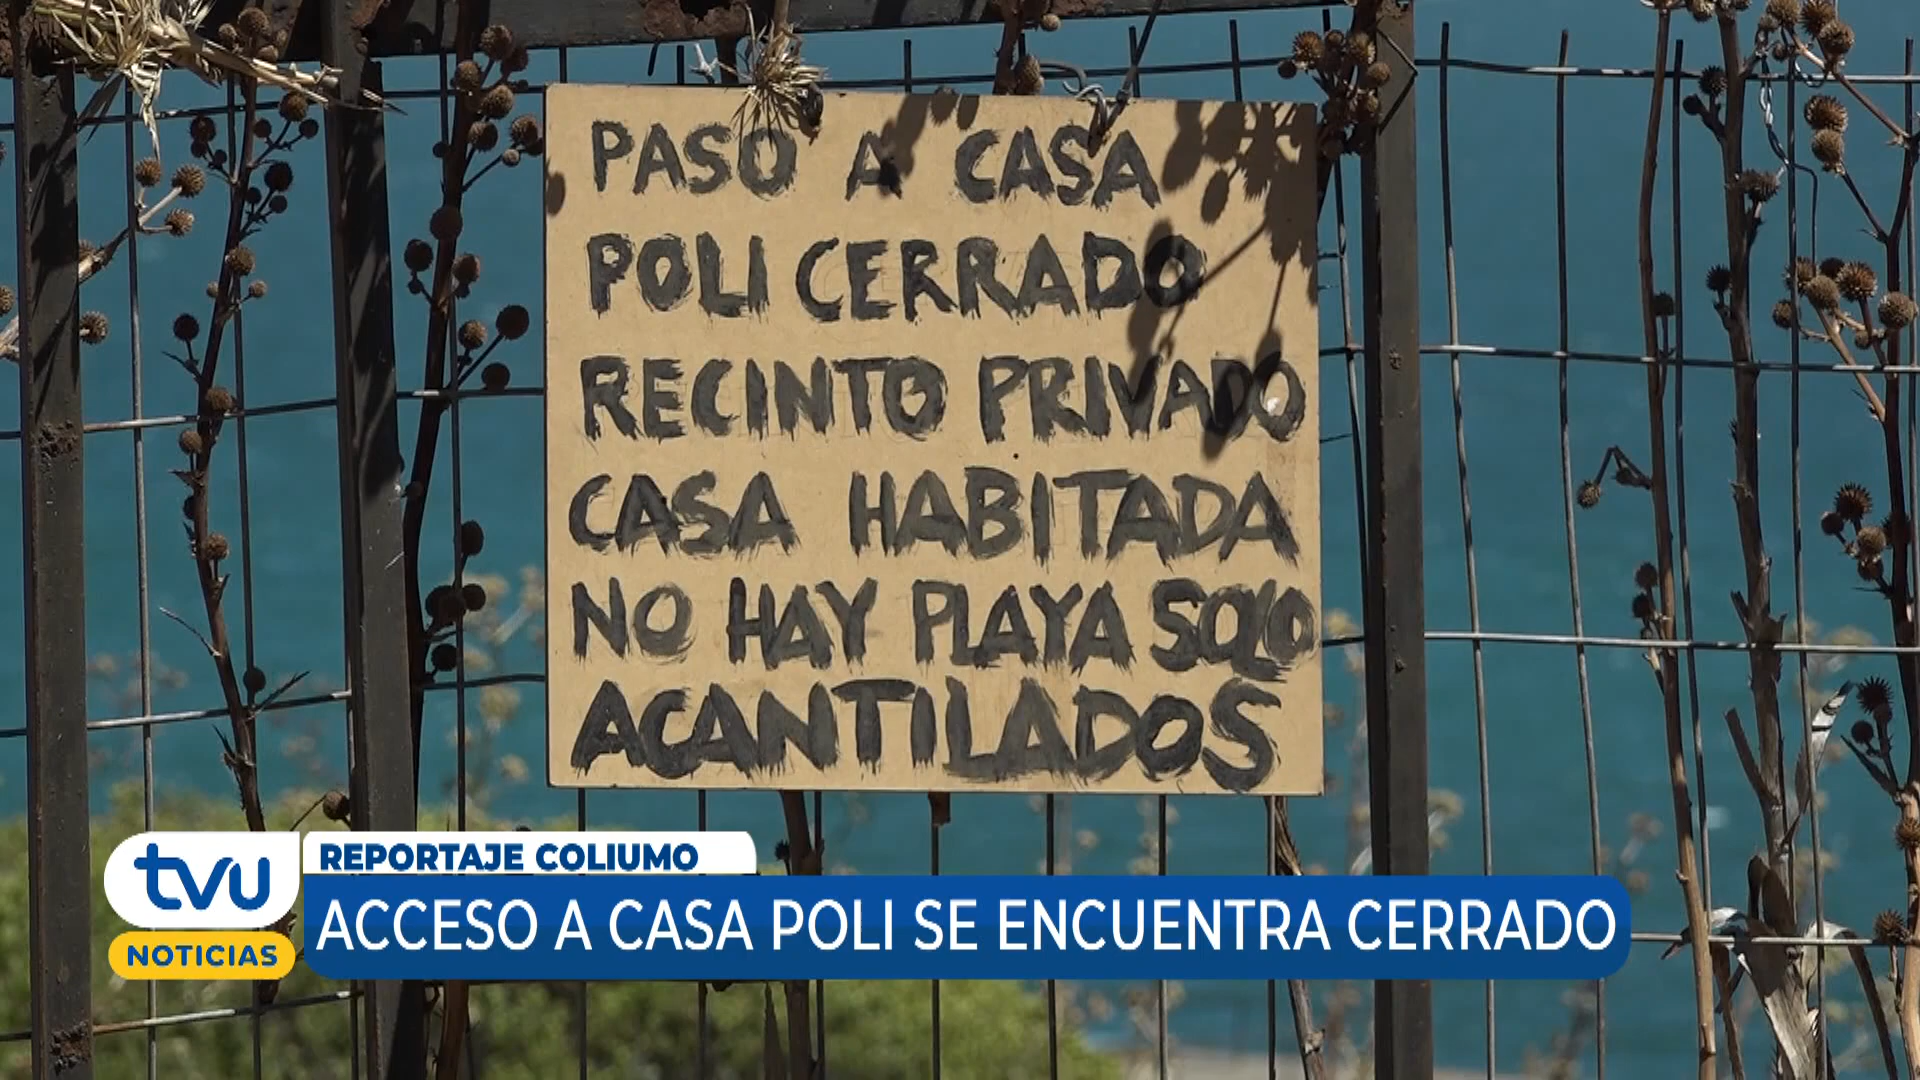 PASO A CASA
POLI CERRADO
RECINTO PRIVADO
CASA HABITADA
NO HAY PLAYA SOLO
ACANTILADOS
tvu
NOTICIAS
REPORTAJE COLIUMO
ACCESO A CASA POLI SE ENCUENTRA CERRADO